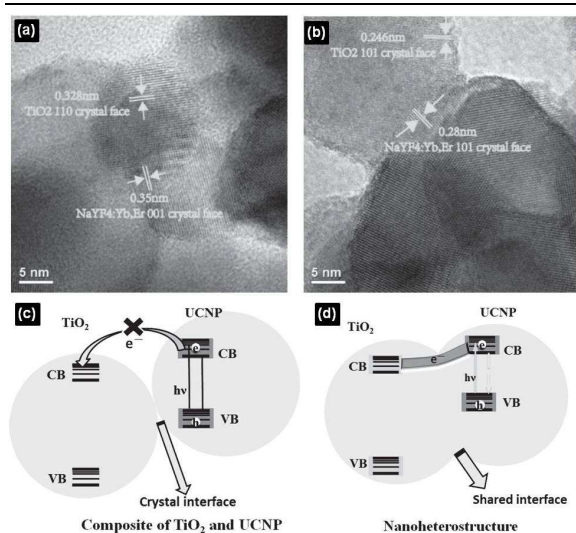 (a)
0.328nm
TiO2 110 crystal face
0.35nm
NaYF4:Yb,Er 001 crystal face
5 nm
(b)
0.246nm
TiO2 101 crystal face
0.28nm
NaYF4:Yb,Er 101 crystal face
5 nm
(c)
TiO₂
UCNP
e⁻
e
CB
CB
hν
h
VB
VB
Crystal interface
Composite of TiO₂ and UCNP
(d)
TiO₂
UCNP
e
CB
CB
e⁻
hν
h
VB
VB
Shared interface
Nanoheterostructure